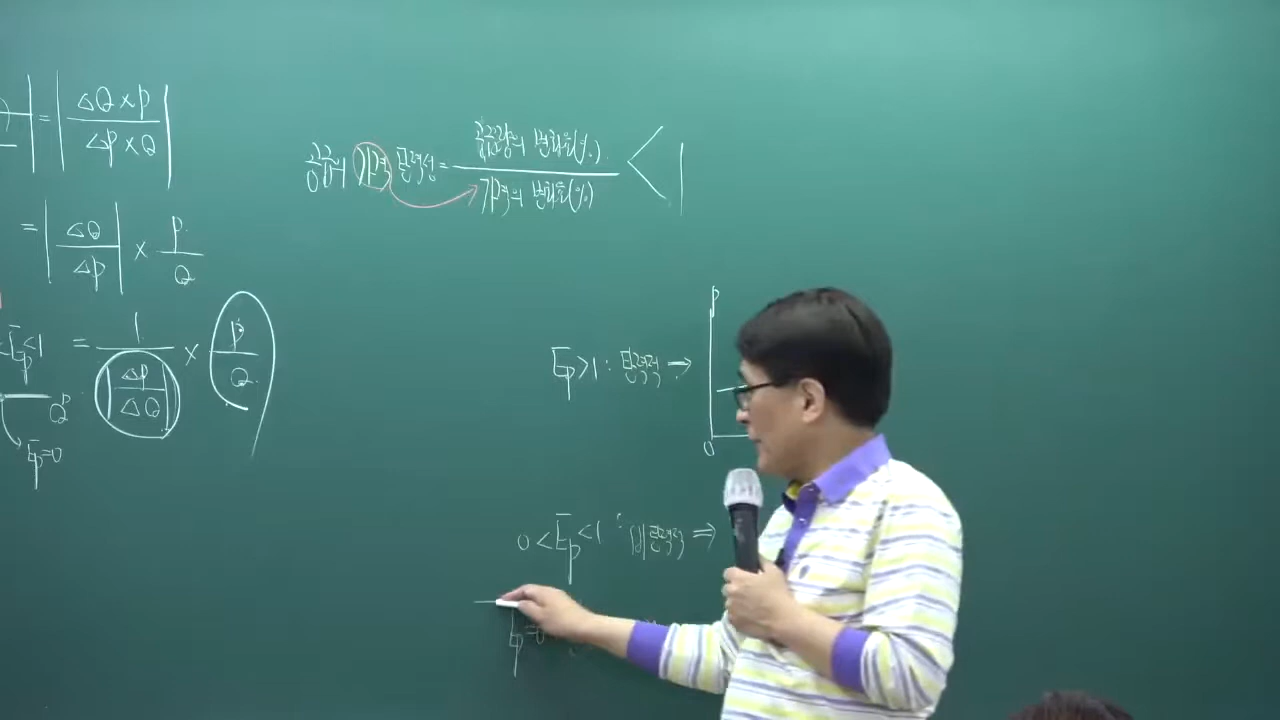 = | ΔQ×P / ΔP×Q |
= | ΔQ / ΔP | × P / Q
Ep<1 = 1 / | ΔP / ΔQ | × P / Q
Q
Ep=0
공급의 가격 탄력성 = 공급량의 변화율(%) / 가격의 변화율(%) < 1
P
Ep>1 : 탄력적 →
0
0<Ep<1 : 비탄력적 ⇒
Ep=0